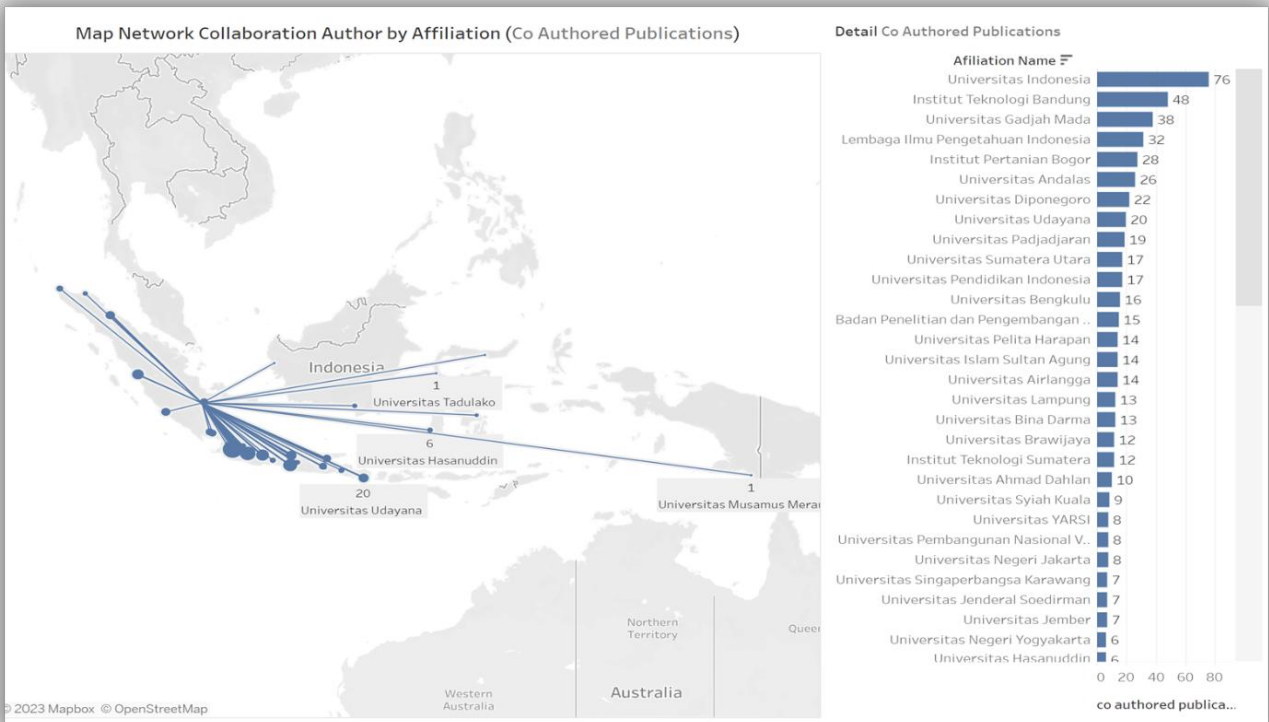 Map Network Collaboration Author by Affiliation (Co Authored Publications)
Indonesia
1
Universitas Tadulako
6
Universitas Hasanuddin
20
Universitas Udayana
1
Universitas Musamus Merau
Northern
Territory
Queen
Western
Australia
Australia
© 2023 Mapbox © OpenStreetMap
Detail Co Authored Publications
Afiliation Name
Universitas Indonesia 76
Institut Teknologi Bandung 48
Universitas Gadjah Mada 38
Lembaga Ilmu Pengetahuan Indonesia 32
Institut Pertanian Bogor 28
Universitas Andalas 26
Universitas Diponegoro 22
Universitas Udayana 20
Universitas Padjadjaran 19
Universitas Sumatera Utara 17
Universitas Pendidikan Indonesia 17
Universitas Bengkulu 16
Badan Penelitian dan Pengembangan .. 15
Universitas Pelita Harapan 14
Universitas Islam Sultan Agung 14
Universitas Airlangga 14
Universitas Lampung 13
Universitas Bina Darma 13
Universitas Brawijaya 12
Institut Teknologi Sumatera 12
Universitas Ahmad Dahlan 10
Universitas Syiah Kuala 9
Universitas YARSI 8
Universitas Pembangunan Nasional V.. 8
Universitas Negeri Jakarta 8
Universitas Singaperbangsa Karawang 7
Universitas Jenderal Soedirman 7
Universitas Jember 7
Universitas Negeri Yogyakarta 6
Universitas Hasanuddin 6
0 20 40 60 80
co authored publica...